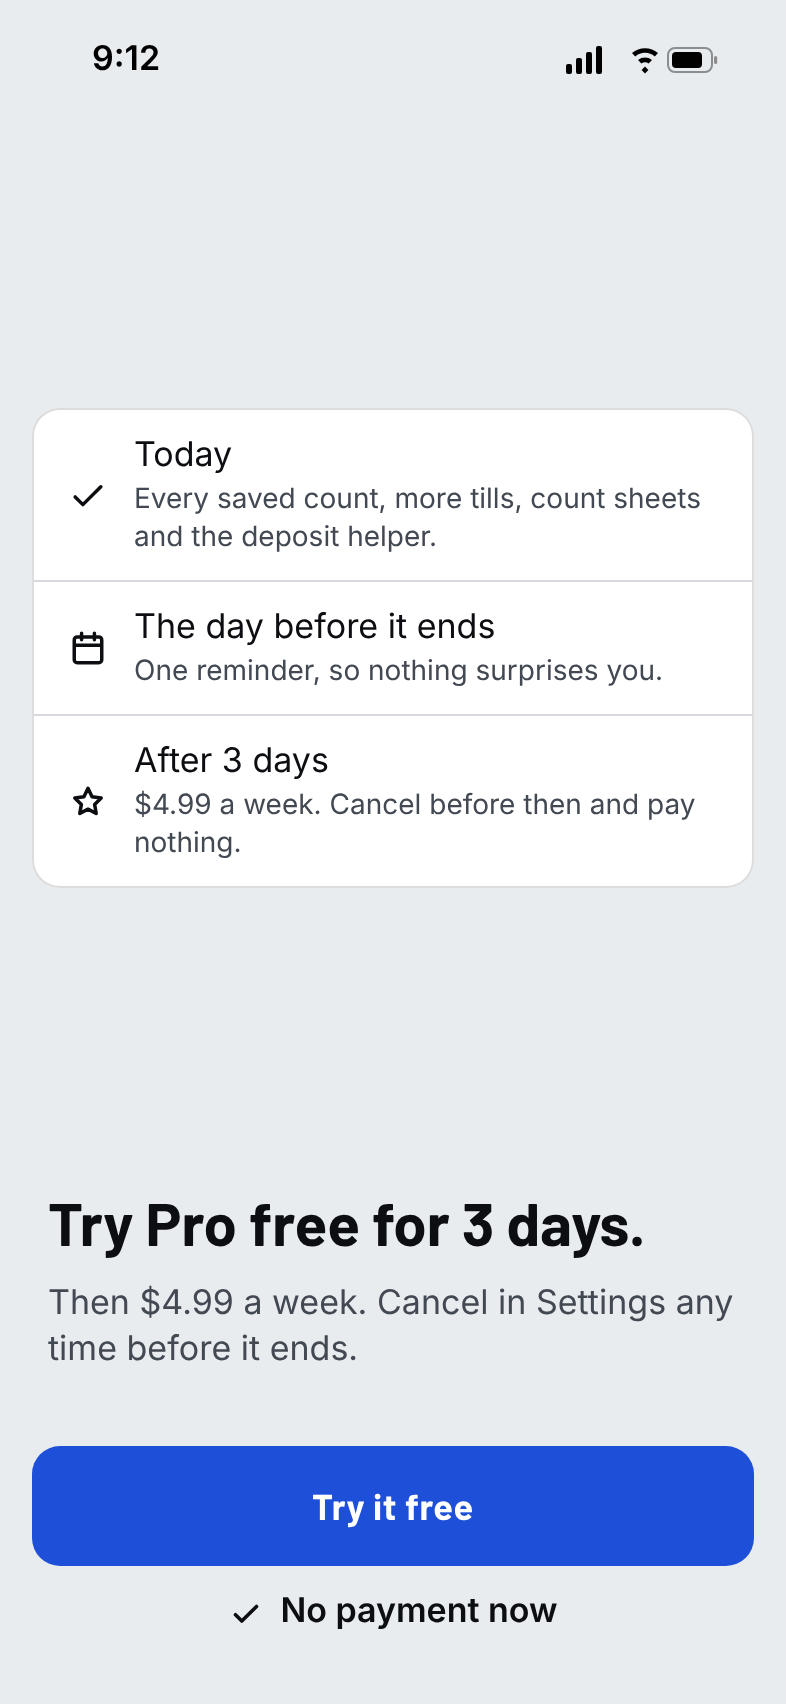 9:12
Today
Every saved count, more tills, count sheets
and the deposit helper.
The day before it ends
One reminder, so nothing surprises you.
After 3 days
$4.99 a week. Cancel before then and pay
nothing.
Try Pro free for 3 days.
Then $4.99 a week. Cancel in Settings any
time before it ends.
Try it free
No payment now